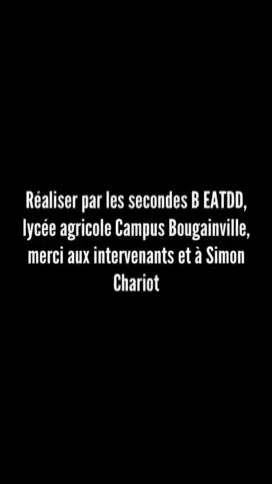 Réaliser par les secondes B EATDD,
lycée agricole Campus Bougainville,
merci aux intervenants et à Simon
Chariot